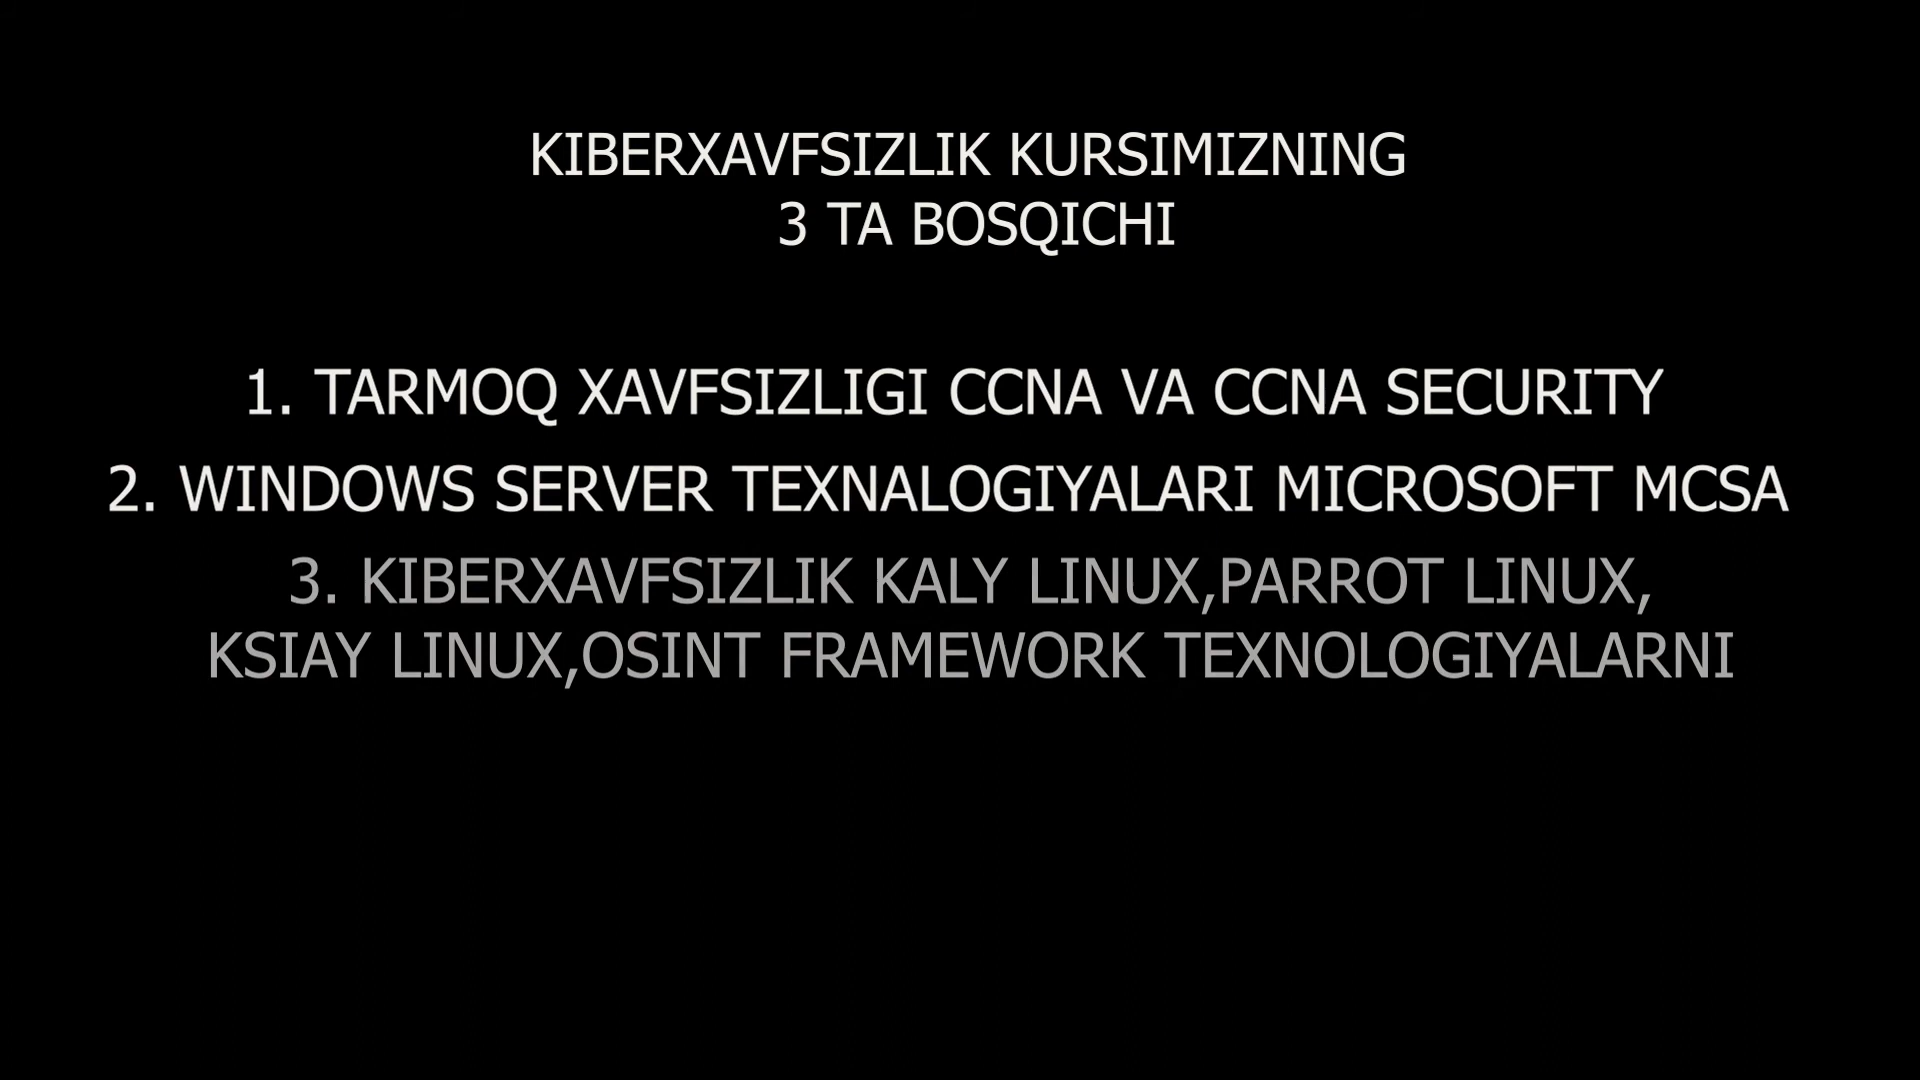 KIBERXAVFSIZLIK KURSIMIZNING
3 TA BOSQICHI
1. TARMOQ XAVFSIZLIGI CCNA VA CCNA SECURITY
2. WINDOWS SERVER TEXNALOGIYALARI MICROSOFT MCSA
3. KIBERXAVFSIZLIK KALY LINUX,PARROT LINUX,
KSIAY LINUX,OSINT FRAMEWORK TEXNOLOGIYALARNI